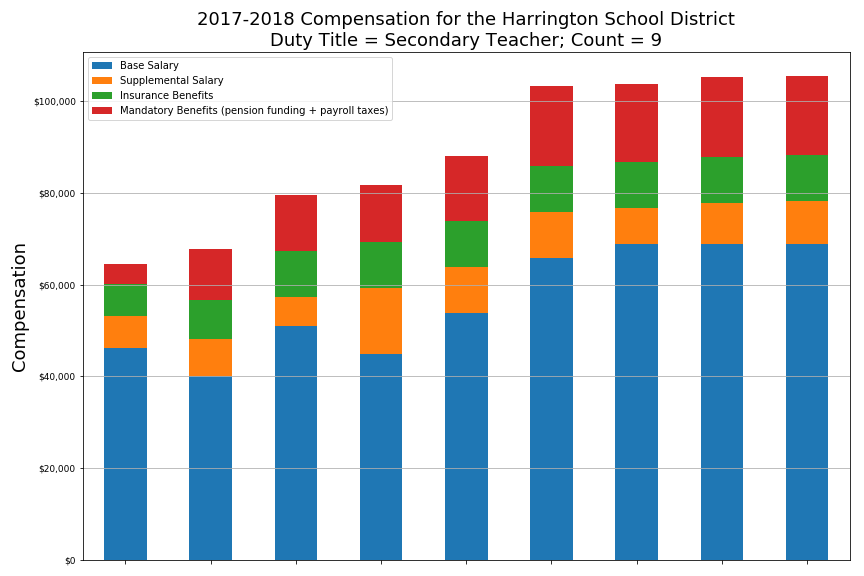 2017-2018 Compensation for the Harrington School District
Duty Title = Secondary Teacher; Count = 9
Base Salary
Supplemental Salary
Insurance Benefits
Mandatory Benefits (pension funding + payroll taxes)
$100,000
$80,000
$60,000
$40,000
$20,000
$0
Compensation